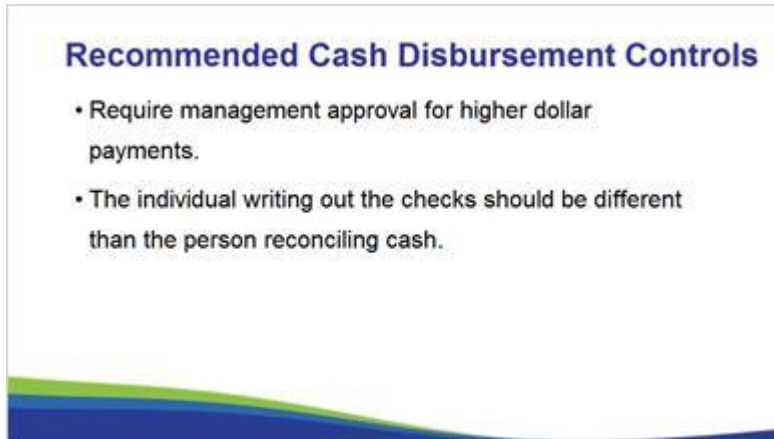 Recommended Cash Disbursement Controls
• Require management approval for higher dollar
payments.
• The individual writing out the checks should be different
than the person reconciling cash.